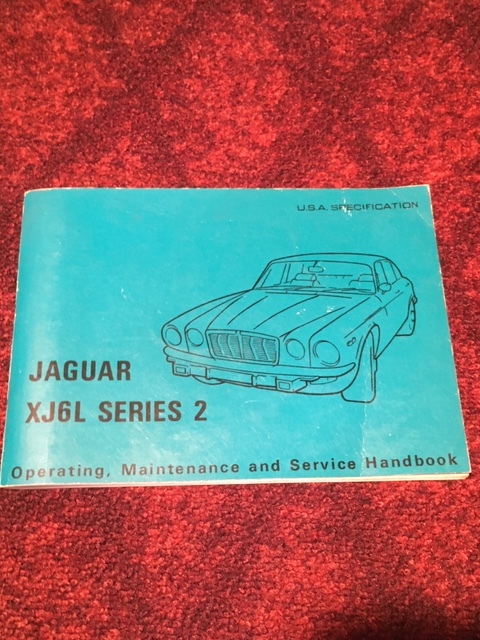 U.S.A. SPECIFICATION
JAGUAR
XJ6L SERIES 2
Operating, Maintenance and Service Handbook